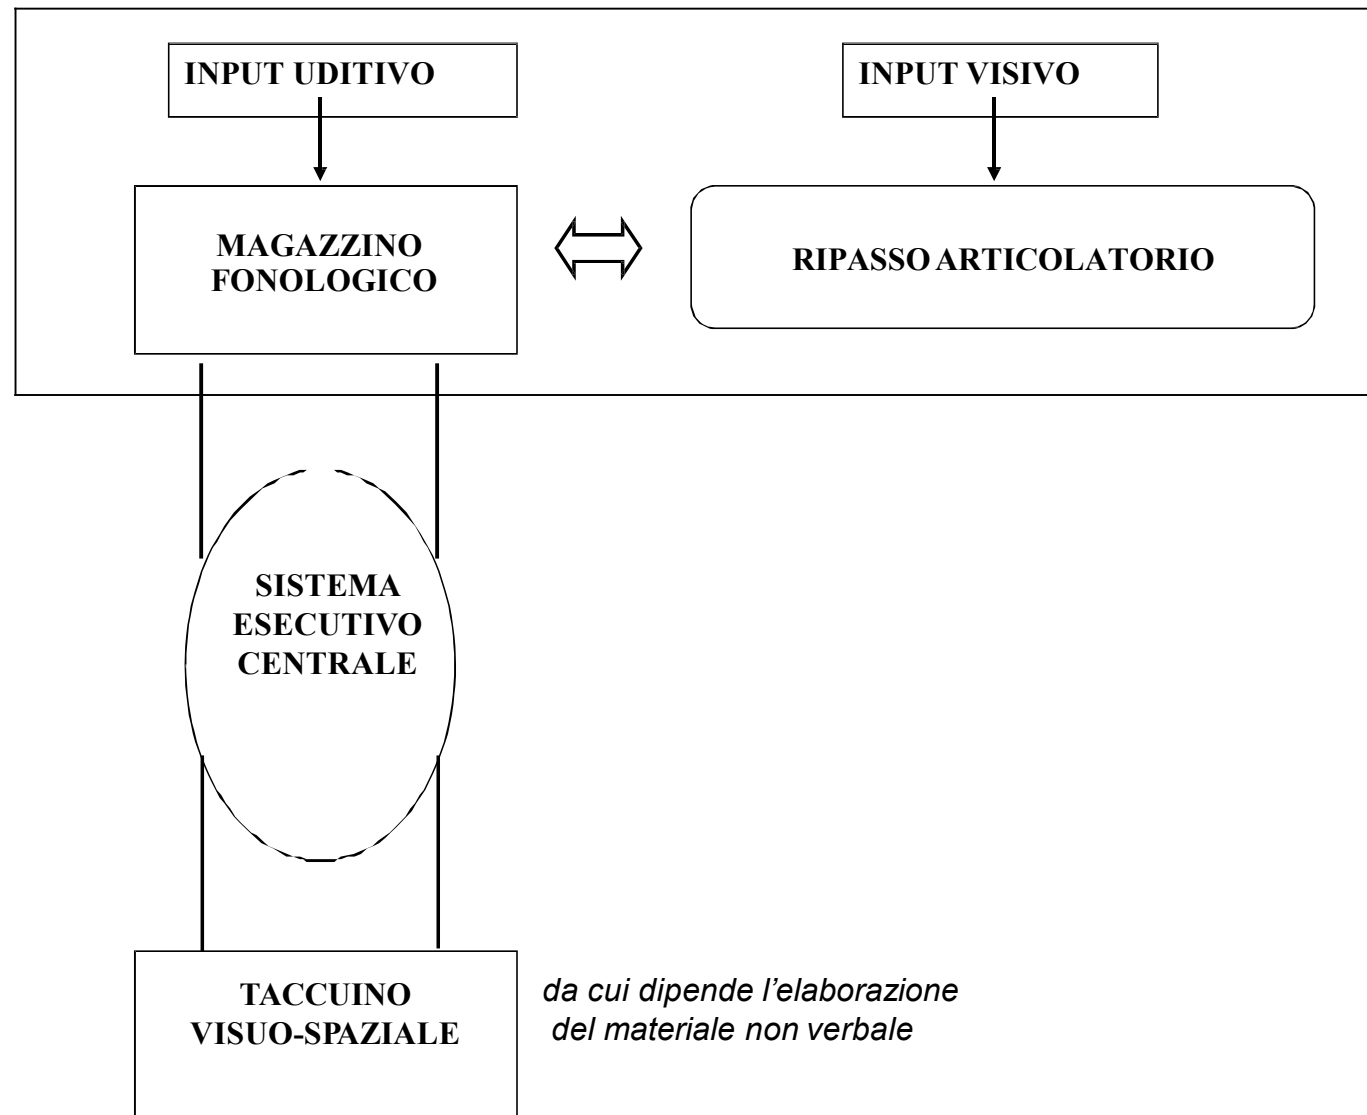 INPUT UDITIVO
INPUT VISIVO
MAGAZZINO
FONOLOGICO
RIPASSO ARTICOLATORIO
SISTEMA
ESECUTIVO
CENTRALE
TACCUINO
VISUO-SPAZIALE
da cui dipende l’elaborazione
del materiale non verbale